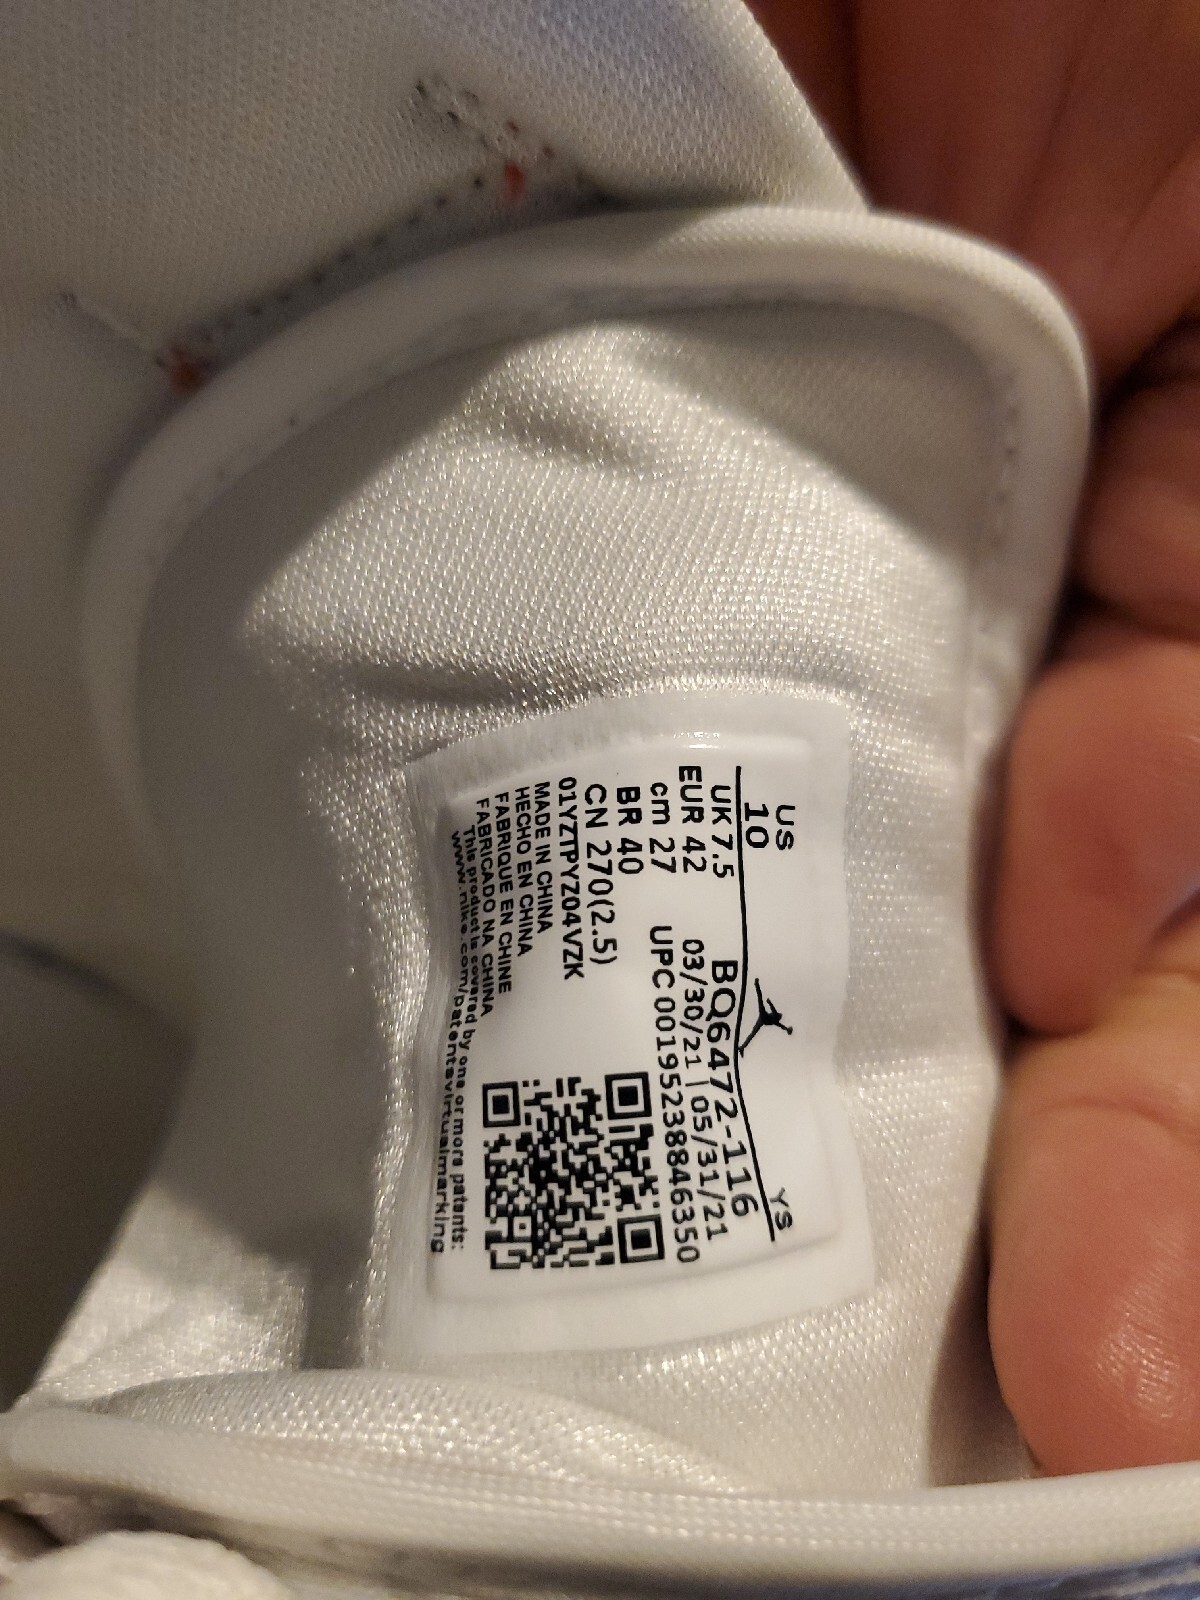 US
10
YS
UK 7.5 BQ6472-116
EUR 42 03/30/21 | 05/31/21
cm 27 UPC 00195238846350
BR 40
CN 270(2.5)
01YZTPYZ04VZK
MADE IN CHINA
HECHO EN CHINA
FABRIQUE EN CHINE
FABRICADO NA CHINA
This product is covered by one or more patents:
www.nike.com/patentsvirtualmarking